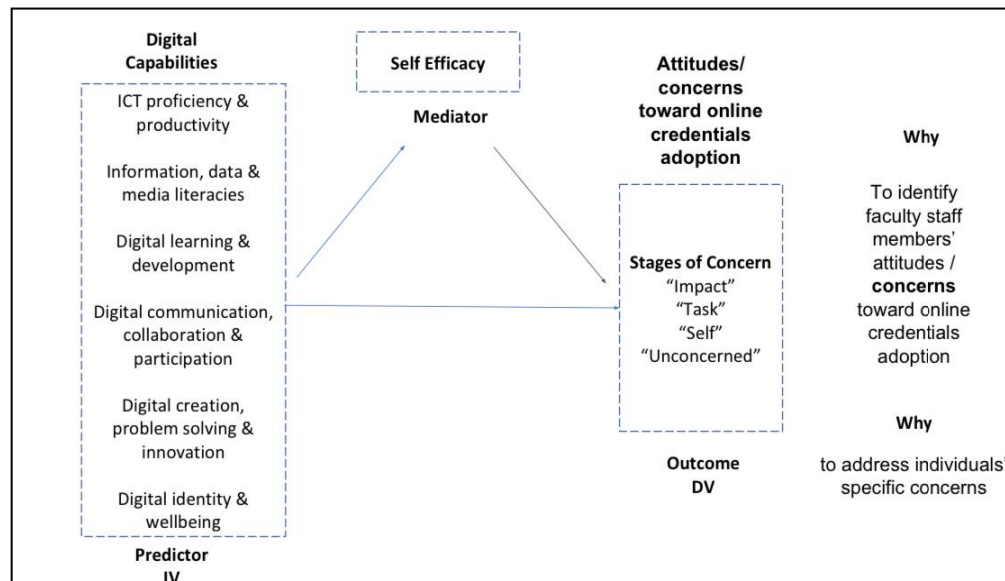 Digital
Capabilities
ICT proficiency &
productivity
Information, data &
media literacies
Digital learning &
development
Digital communication,
collaboration &
participation
Digital creation,
problem solving &
innovation
Digital identity &
wellbeing
Predictor
IV
Self Efficacy
Mediator
Attitudes/
concerns
toward online
credentials
adoption
Stages of Concern
“Impact”
“Task”
“Self”
“Unconcerned”
Outcome
DV
Why
To identify
faculty staff
members’
attitudes /
concerns
toward online
credentials
adoption
Why
to address individuals’
specific concerns